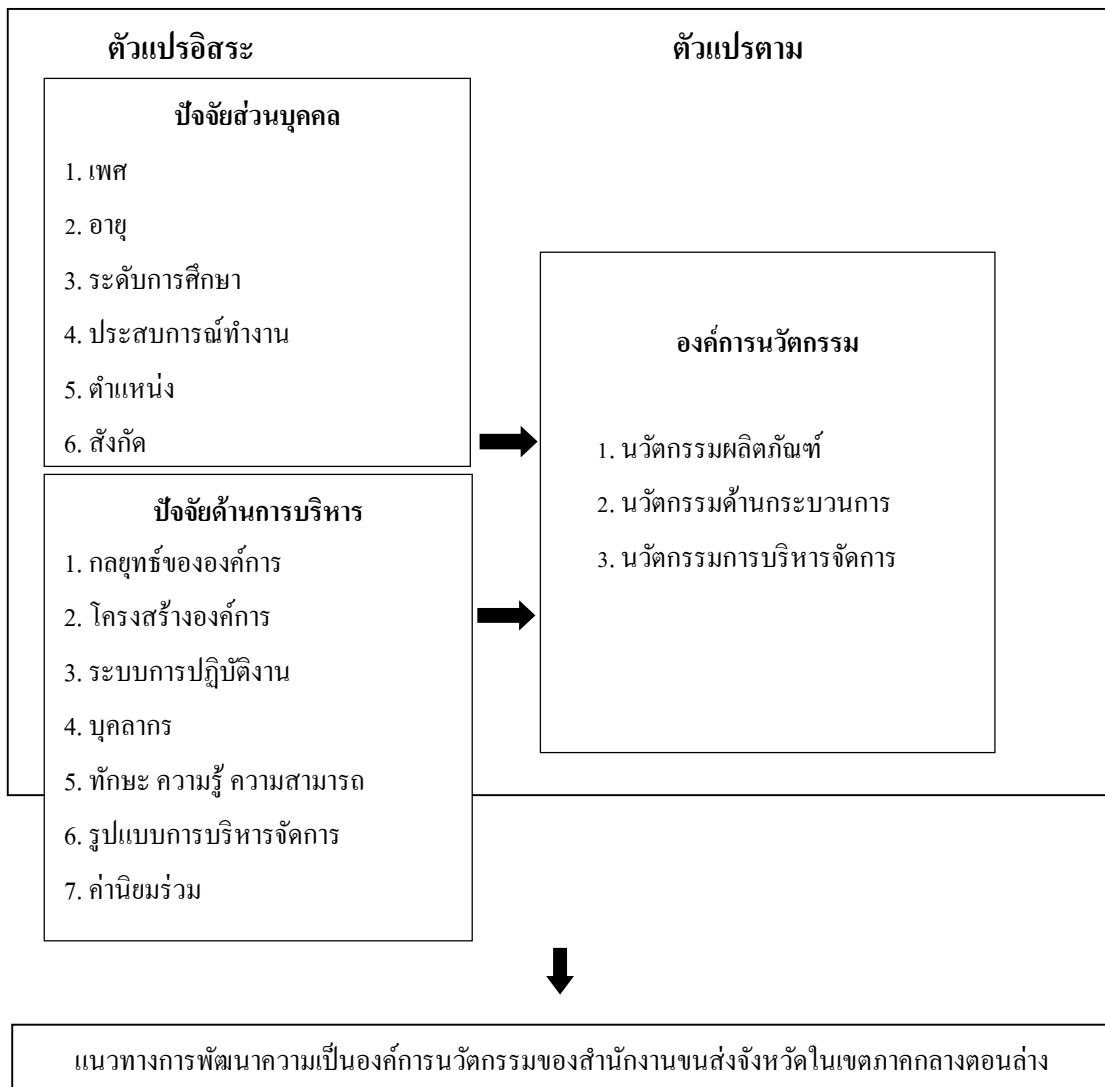 ตัวแปรอิสระ
ตัวแปรตาม
ปัจจัยส่วนบุคคล
1. เพศ
2. อายุ
3. ระดับการศึกษา
4. ประสบการณ์ทำงาน
5. ตำแหน่ง
6. สังกัด
ปัจจัยด้านการบริหาร
1. กลยุทธ์ขององค์การ
2. โครงสร้างองค์การ
3. ระบบการปฏิบัติงาน
4. บุคลากร
5. ทักษะ ความรู้ ความสามารถ
6. รูปแบบการบริหารจัดการ
7. ค่านิยมร่วม
องค์การนวัตกรรม
1. นวัตกรรมผลิตภัณฑ์
2. นวัตกรรมด้านกระบวนการ
3. นวัตกรรมการบริหารจัดการ
แนวทางการพัฒนาความเป็นองค์การนวัตกรรมของสำนักงานขนส่งจังหวัดในเขตภาคกลางตอนล่าง